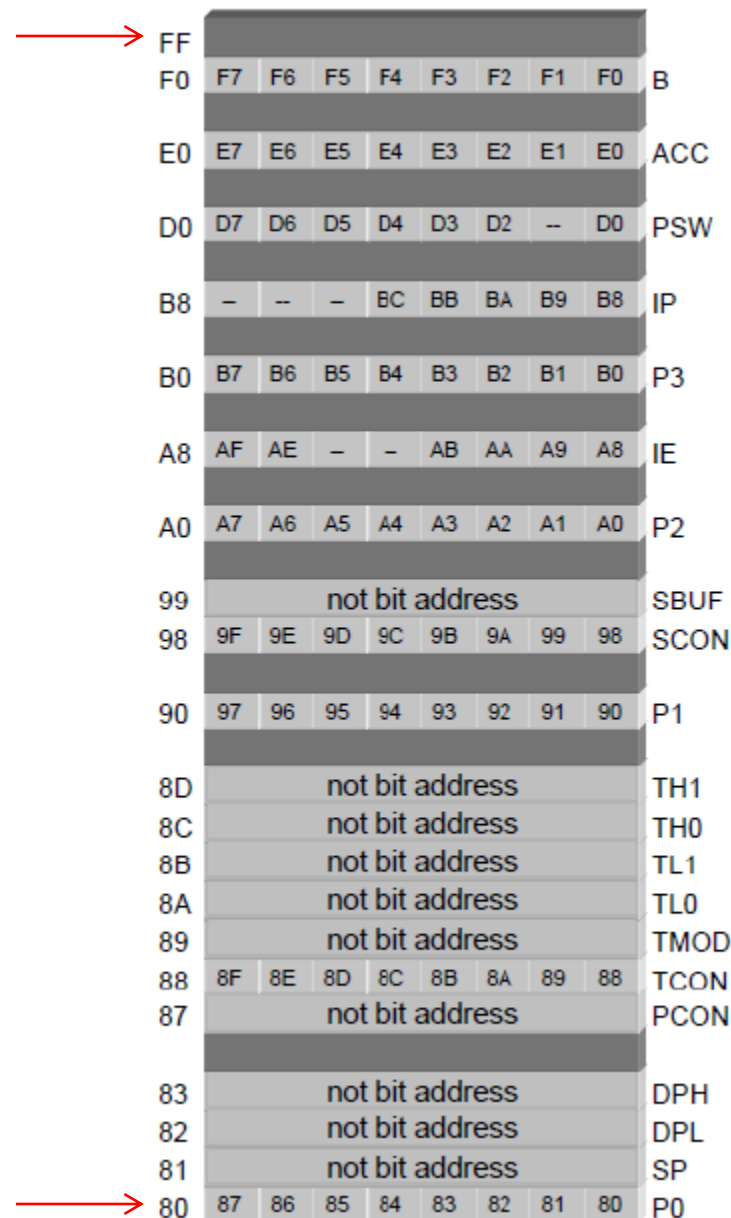 FF
F0 F7 F6 F5 F4 F3 F2 F1 F0 B
E0 E7 E6 E5 E4 E3 E2 E1 E0 ACC
D0 D7 D6 D5 D4 D3 D2 -- D0 PSW
B8 – -- – BC BB BA B9 B8 IP
B0 B7 B6 B5 B4 B3 B2 B1 B0 P3
A8 AF AE – – AB AA A9 A8 IE
A0 A7 A6 A5 A4 A3 A2 A1 A0 P2
99 not bit address SBUF
98 9F 9E 9D 9C 9B 9A 99 98 SCON
90 97 96 95 94 93 92 91 90 P1
8D not bit address TH1
8C not bit address TH0
8B not bit address TL1
8A not bit address TL0
89 not bit address TMOD
88 8F 8E 8D 8C 8B 8A 89 88 TCON
87 not bit address PCON
83 not bit address DPH
82 not bit address DPL
81 not bit address SP
80 87 86 85 84 83 82 81 80 P0